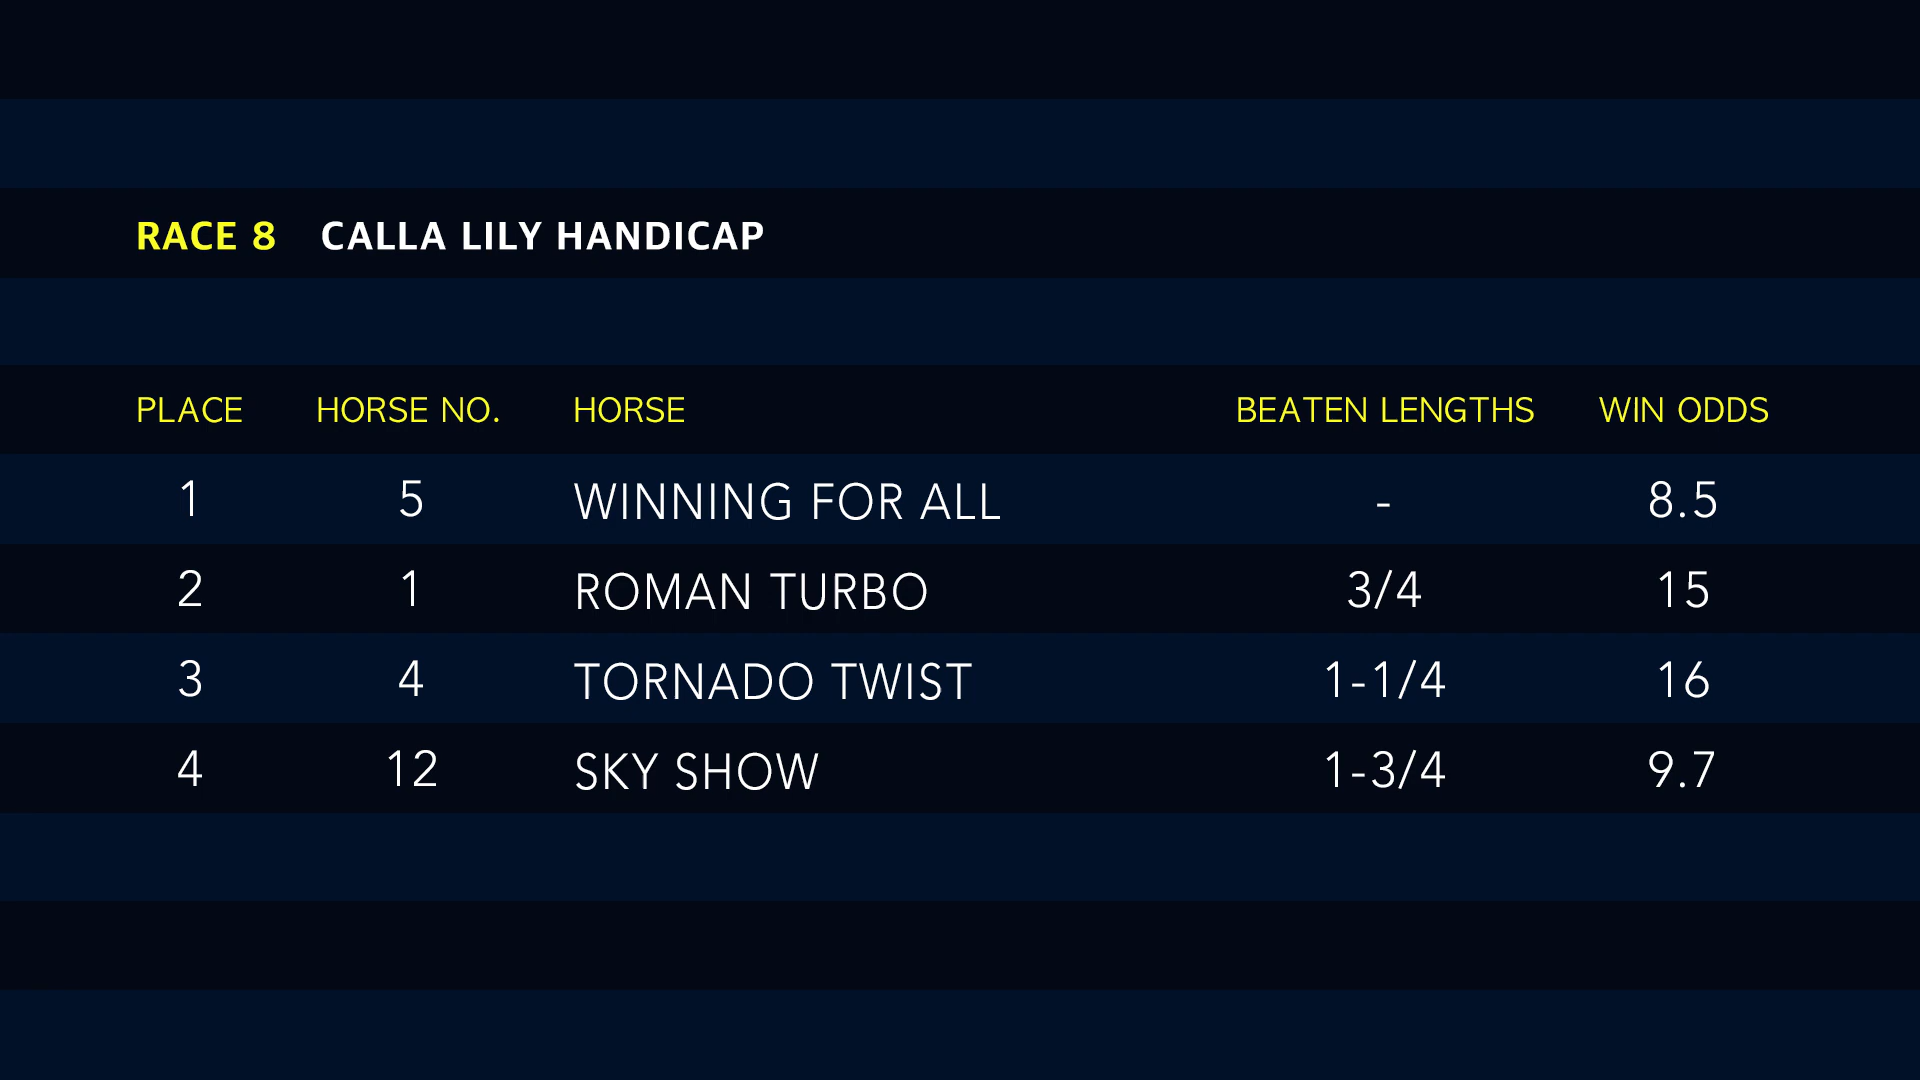 RACE 8 CALLA LILY HANDICAP
PLACE HORSE NO. HORSE BEATEN LENGTHS WIN ODDS
1 5 WINNING FOR ALL - 8.5
2 1 ROMAN TURBO 3/4 15
3 4 TORNADO TWIST 1-1/4 16
4 12 SKY SHOW 1-3/4 9.7